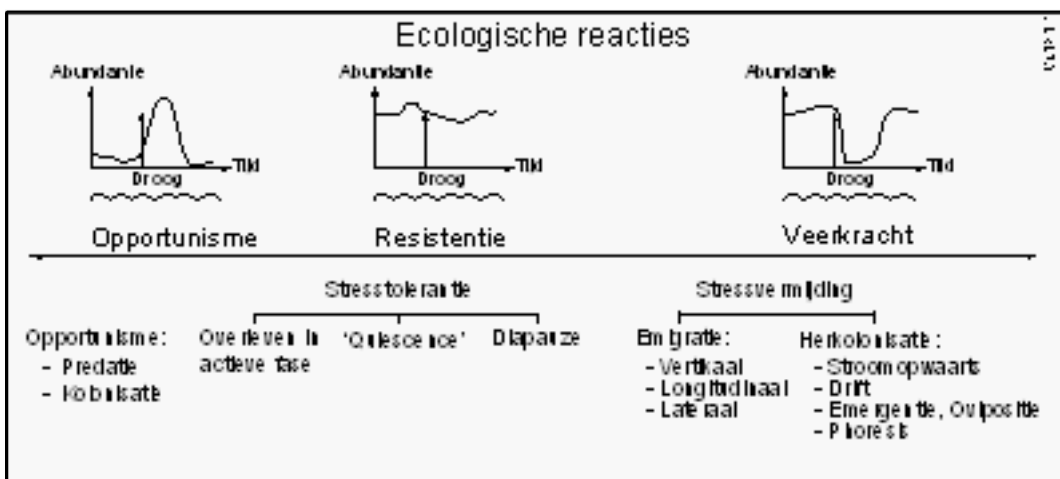 Ecologische reacties
Abundantie
Tijd
Droog
Abundantie
Tijd
Droog
Abundantie
Tijd
Droog
Opportunisme
Resistentie
Veerkracht
Stresstolerantie
Stressvermijding
Opportunisme:
- Predatie
- Kolonisatie
Overleven in
actieve fase
'Quiescence'
Diapauze
Emigratie:
- Vertikaal
- Longitudinaal
- Lateraal
Herkolonisatie:
- Stroomopwaarts
- Drift
- Emergentie, Ovipositie
- Phoresis